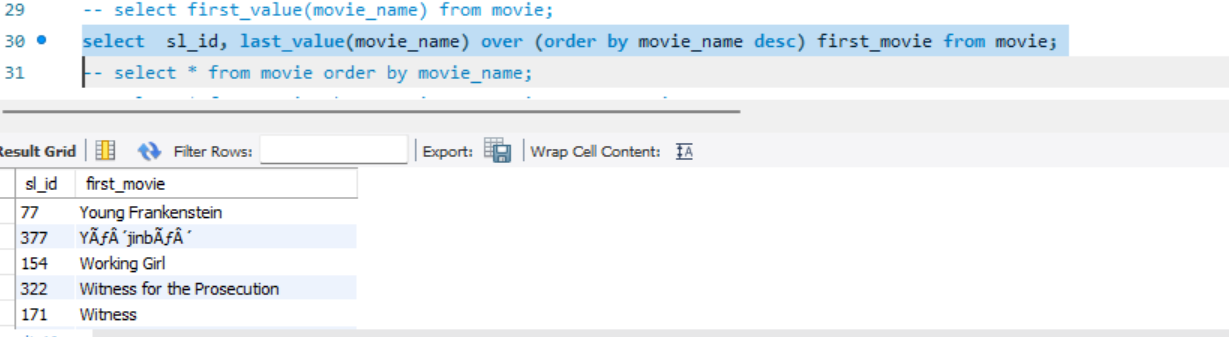 29 -- select first_value(movie_name) from movie;
30 select sl_id, last_value(movie_name) over (order by movie_name desc) first_movie from movie;
31 -- select * from movie order by movie_name;
Result Grid Filter Rows: Export: Wrap Cell Content: IA
sl_id first_movie
77 Young Frankenstein
377 YÃƒÂ´jinbÃƒÂ´
154 Working Girl
322 Witness for the Prosecution
171 Witness